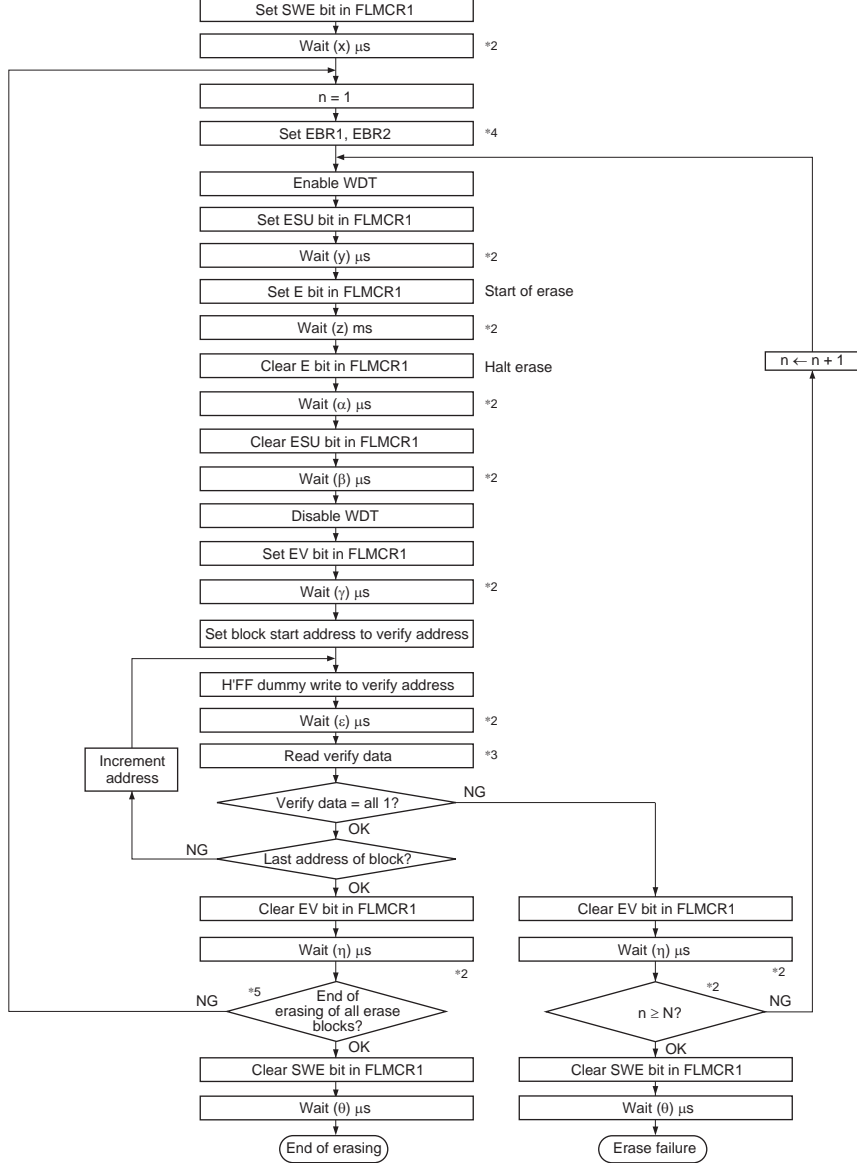 Set SWE bit in FLMCR1
Wait (x) μs
*2
n = 1
Set EBR1, EBR2
*4
Enable WDT
Set ESU bit in FLMCR1
Wait (y) μs
*2
Set E bit in FLMCR1
Start of erase
Wait (z) ms
*2
n ← n + 1
Clear E bit in FLMCR1
Halt erase
Wait (α) μs
*2
Clear ESU bit in FLMCR1
Wait (β) μs
*2
Disable WDT
Set EV bit in FLMCR1
Wait (γ) μs
*2
Set block start address to verify address
H'FF dummy write to verify address
Wait (ε) μs
*2
Increment
address
Read verify data
*3
Verify data = all 1?
NG
OK
NG
Last address of block?
OK
Clear EV bit in FLMCR1
Wait (η) μs
*2
NG
*5
End of
erasing of all erase
blocks?
OK
Clear SWE bit in FLMCR1
Wait (θ) μs
End of erasing
Clear EV bit in FLMCR1
Wait (η) μs
*2
*2
n ≥ N?
NG
OK
Clear SWE bit in FLMCR1
Wait (θ) μs
Erase failure